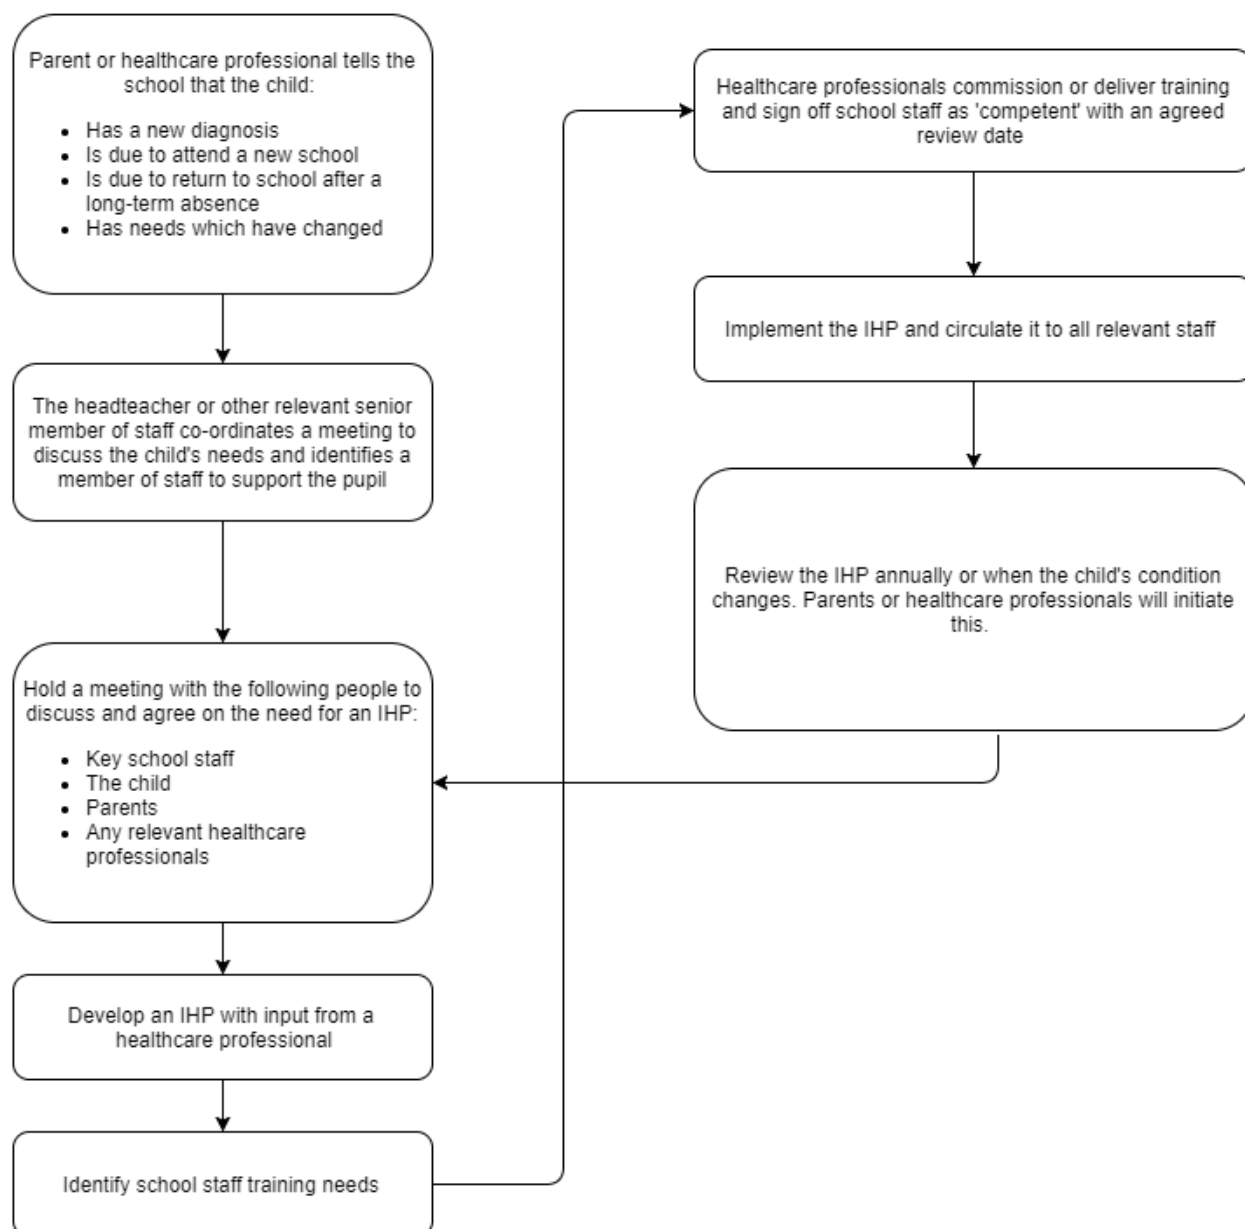 Parent or healthcare professional tells the
school that the child:
• Has a new diagnosis
• Is due to attend a new school
• Is due to return to school after a
long-term absence
• Has needs which have changed
The headteacher or other relevant senior
member of staff co-ordinates a meeting to
discuss the child's needs and identifies a
member of staff to support the pupil
Hold a meeting with the following people to
discuss and agree on the need for an IHP:
• Key school staff
• The child
• Parents
• Any relevant healthcare
professionals
Develop an IHP with input from a
healthcare professional
Identify school staff training needs
Healthcare professionals commission or deliver training
and sign off school staff as 'competent' with an agreed
review date
Implement the IHP and circulate it to all relevant staff
Review the IHP annually or when the child's condition
changes. Parents or healthcare professionals will initiate
this.